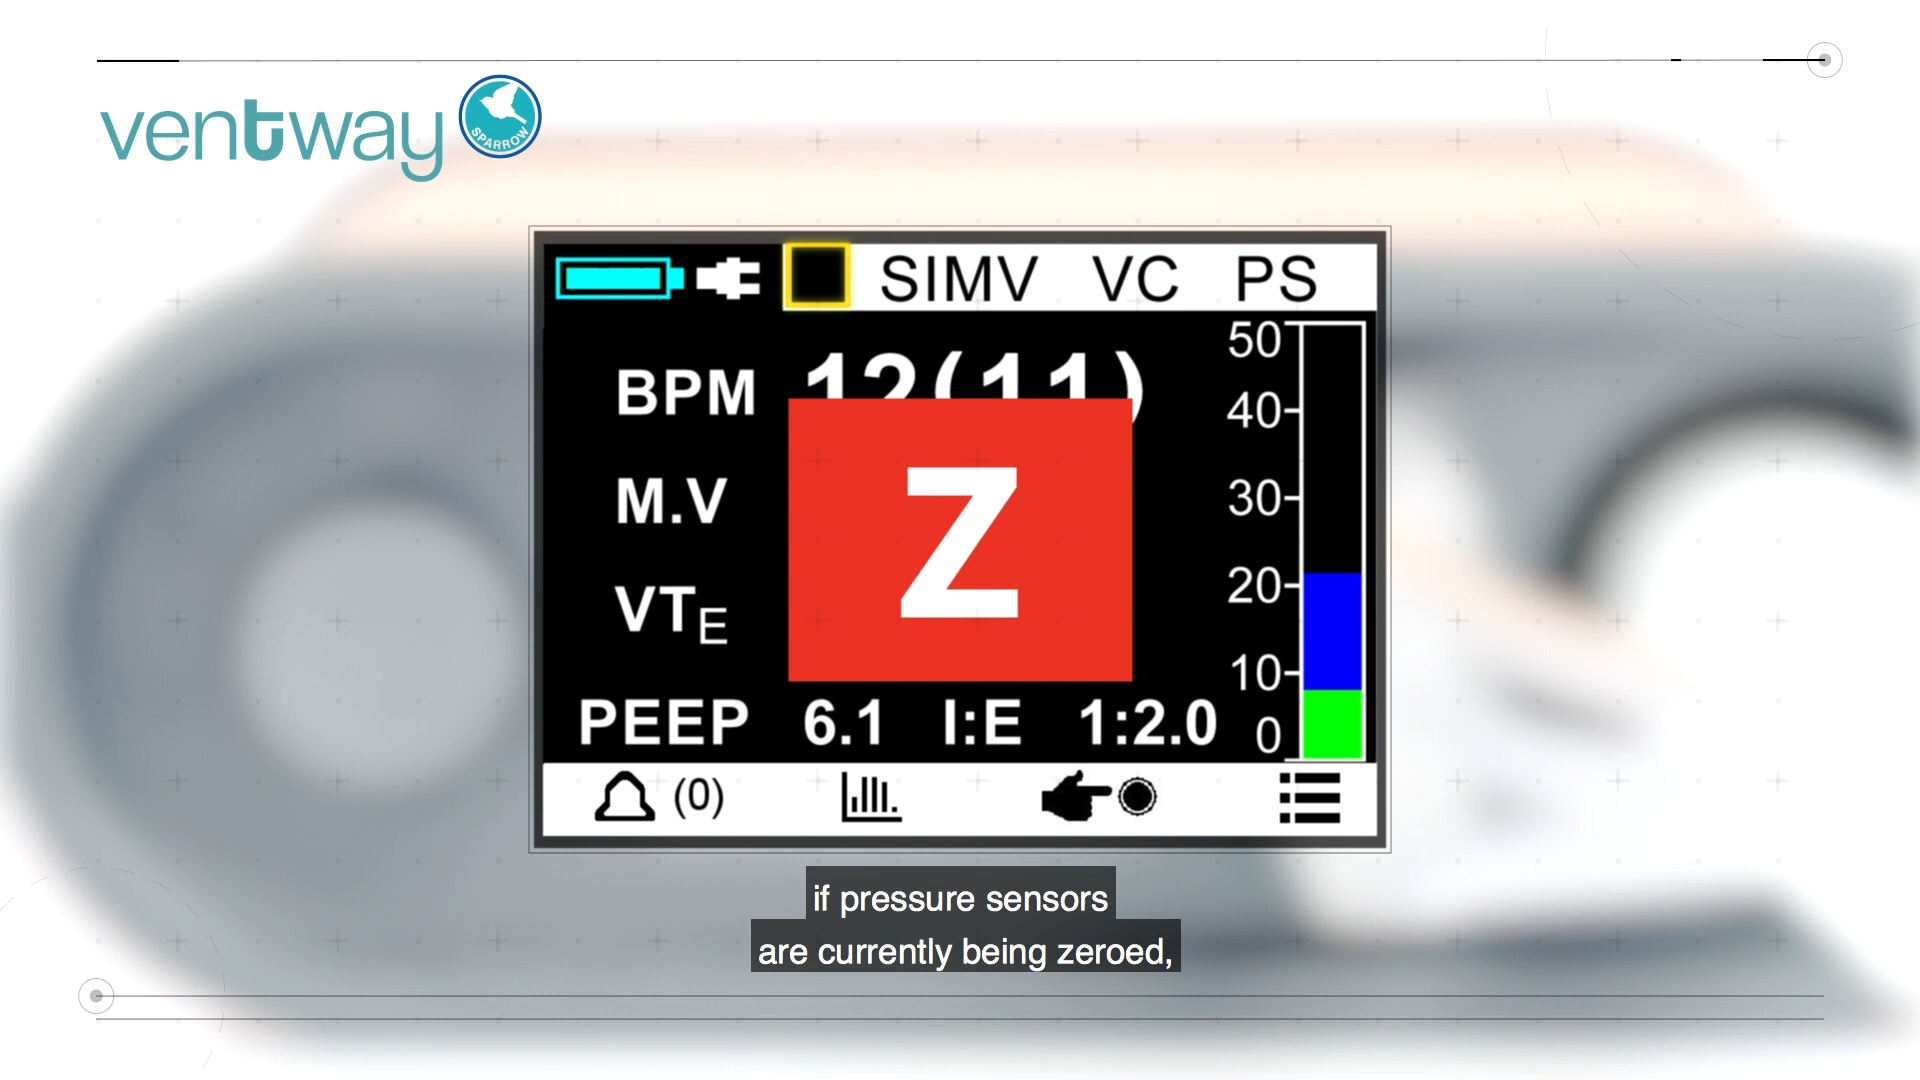 ventway
SPARROW
SIMV VC PS
BPM 12(11)
M.V
VTE
PEEP 6.1 I:E 1:2.0
Z
50
40
30
20
10
0
(0)
if pressure sensors
are currently being zeroed,